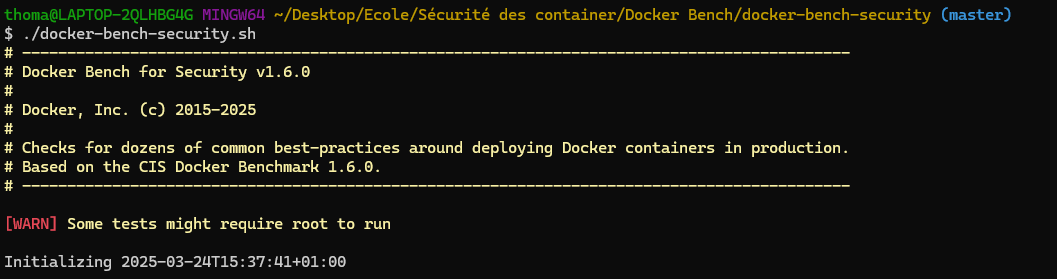 thoma@LAPTOP-2QLHBG4G MINGW64 ~/Desktop/Ecole/Sécurité des container/Docker Bench/docker-bench-security (master)
$ ./docker-bench-security.sh
# --------------------------------------------------------------------------------------------
# Docker Bench for Security v1.6.0
#
# Docker, Inc. (c) 2015-2025
#
# Checks for dozens of common best-practices around deploying Docker containers in production.
# Based on the CIS Docker Benchmark 1.6.0.
# --------------------------------------------------------------------------------------------
[WARN] Some tests might require root to run
Initializing 2025-03-24T15:37:41+01:00